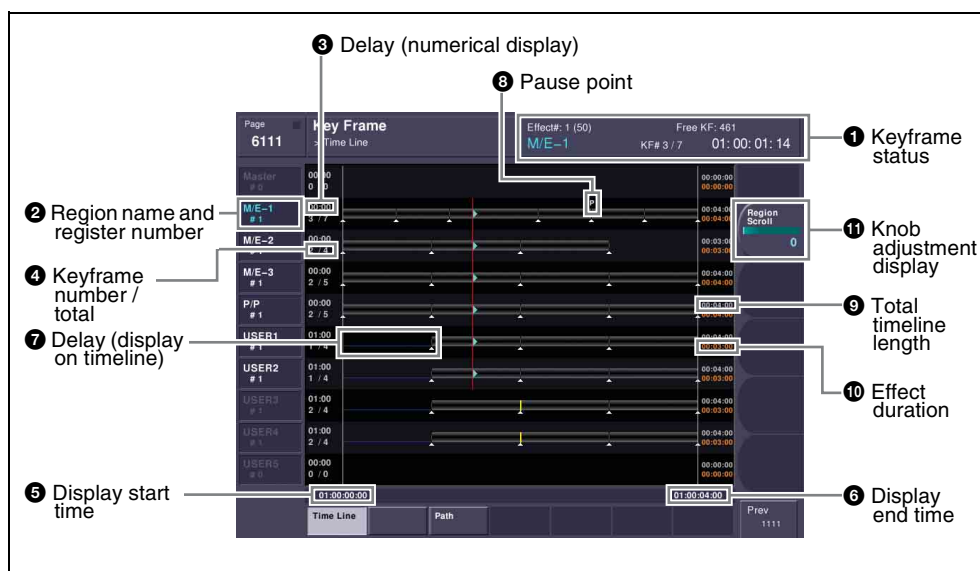 ❸ Delay (numerical display)
❽ Pause point
Page
6111
Key Frame
> Time Line
Effect#: 1 (50) Free KF: 461
M/E–1 KF# 3 / 7 01: 00: 01: 14
❶ Keyframe
status
Master
# 0
00:00
0 / 0
00:00:00
00:00:00
❷ Region name and
register number
M/E–1
# 1
00:00
3 / 7
P
00:04:00
00:04:00
Region
Scroll
0
⓫ Knob
adjustment
display
M/E–2
# 1
00:00
2 / 4
00:03:00
00:03:00
❹ Keyframe
number /
total
M/E–3
# 1
00:00
2 / 5
00:04:00
00:04:00
P/P
# 1
00:00
2 / 5
00:04:00
00:04:00
❾ Total
timeline
length
❼ Delay (display
on timeline)
USER1
# 1
01:00
1 / 4
00:04:00
00:03:00
❿ Effect
duration
USER2
# 1
01:00
1 / 4
00:04:00
00:03:00
USER3
# 1
01:00
2 / 4
00:04:00
00:03:00
USER4
# 1
01:00
2 / 4
00:04:00
00:03:00
USER5
# 1
00:00
0 / 0
00:00:00
00:00:00
❺ Display start
time
01:00:00:00
01:00:04:00
❻ Display
end time
Time Line
Path
Prev
1111